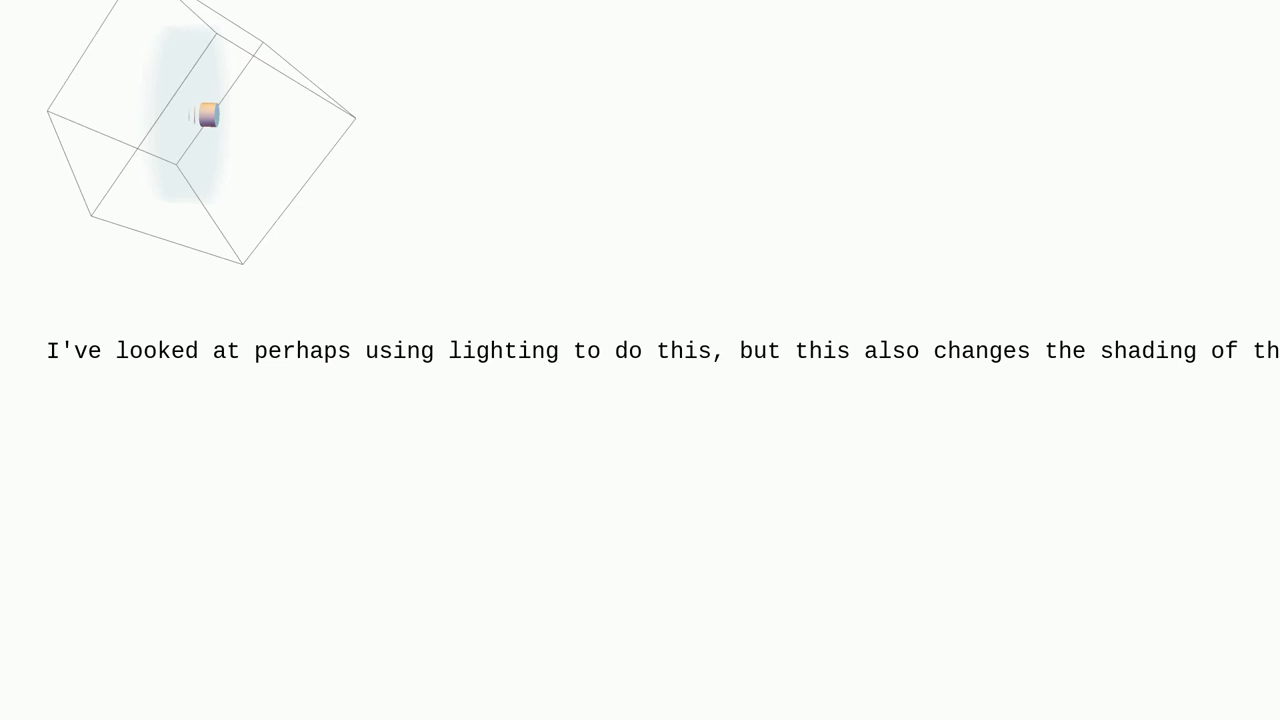 I've looked at perhaps using lighting to do this, but this also changes the shading of th